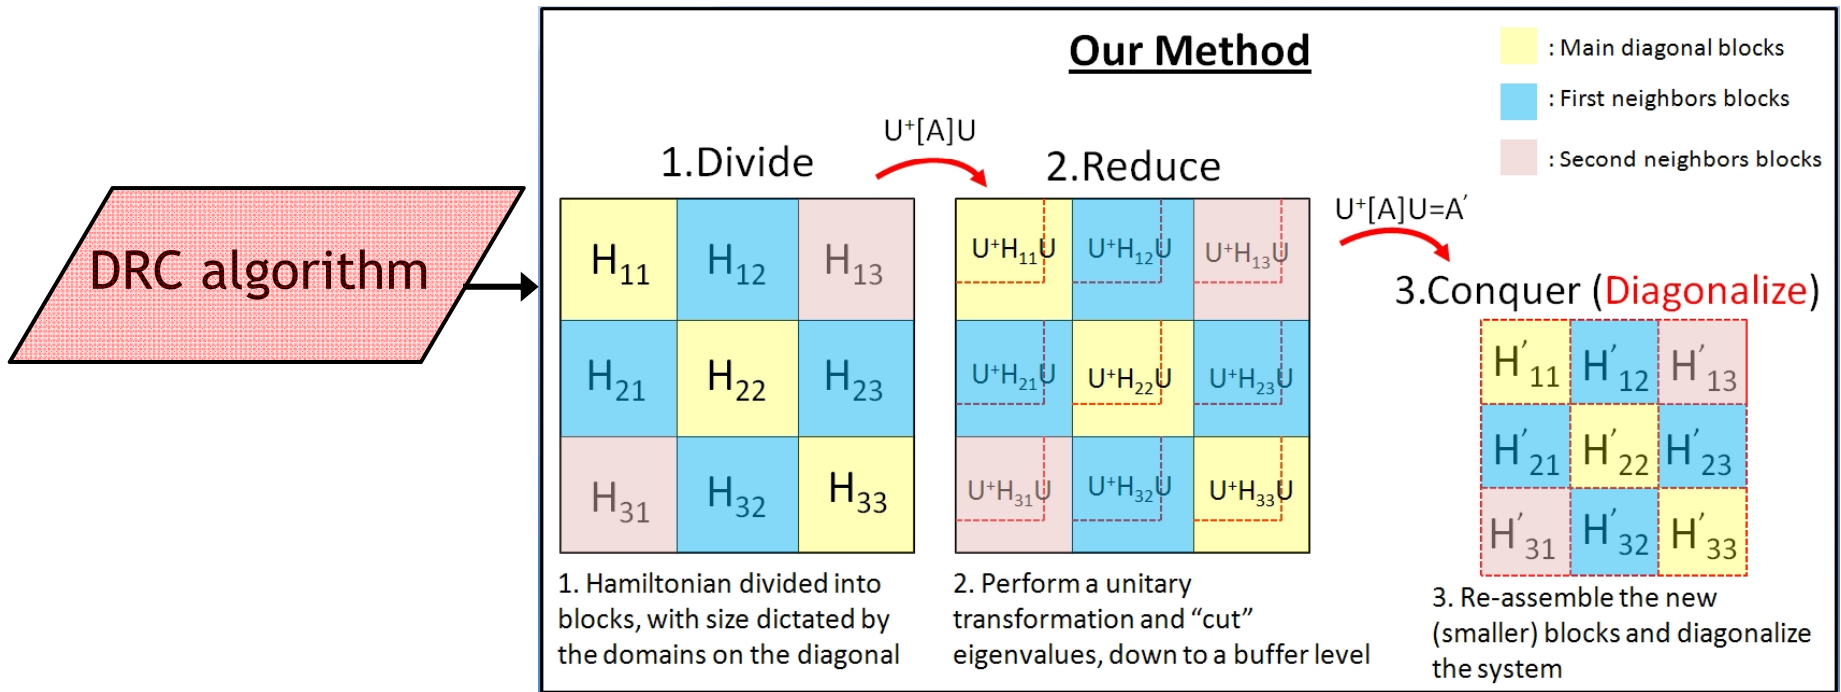 DRC algorithm
Our Method
: Main diagonal blocks
: First neighbors blocks
: Second neighbors blocks
1.Divide
U⁺[A]U
2.Reduce
U⁺[A]U=A′
3.Conquer (Diagonalize)
H₁₁ H₁₂ H₁₃
H₂₁ H₂₂ H₂₃
H₃₁ H₃₂ H₃₃
U⁺H₁₁U U⁺H₁₂U U⁺H₁₃U
U⁺H₂₁U U⁺H₂₂U U⁺H₂₃U
U⁺H₃₁U U⁺H₃₂U U⁺H₃₃U
H′₁₁ H′₁₂ H′₁₃
H′₂₁ H′₂₂ H′₂₃
H′₃₁ H′₃₂ H′₃₃
1. Hamiltonian divided into
blocks, with size dictated by
the domains on the diagonal
2. Perform a unitary
transformation and “cut”
eigenvalues, down to a buffer level
3. Re-assemble the new
(smaller) blocks and diagonalize
the system